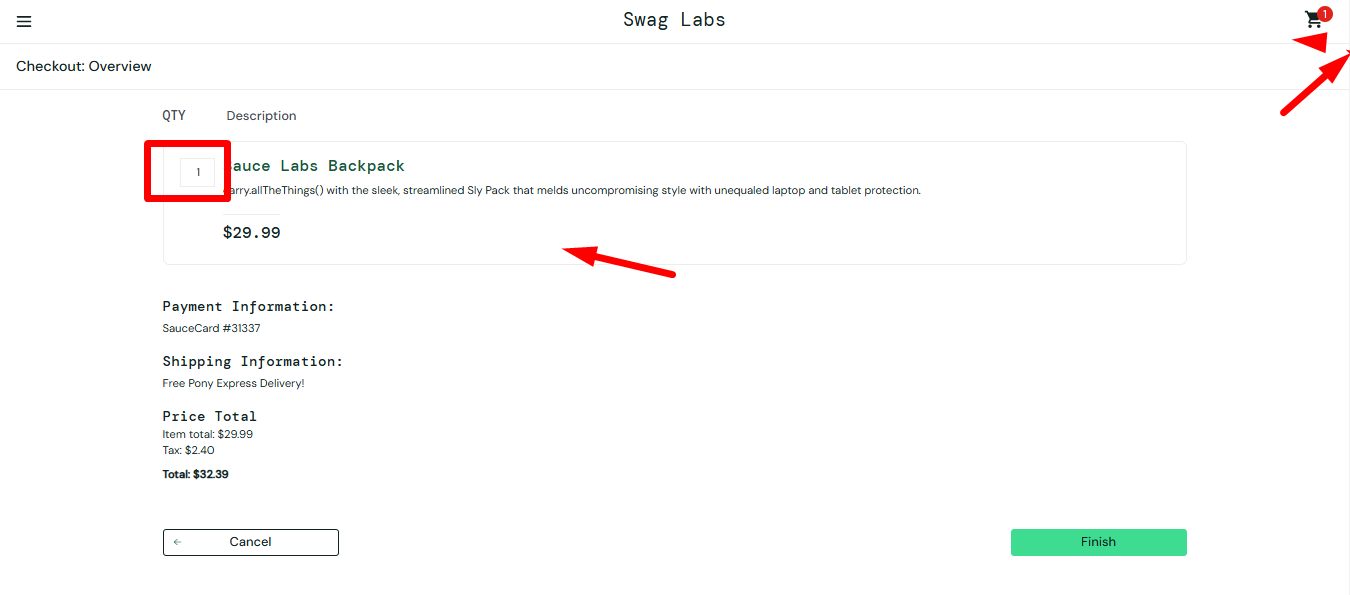 Swag Labs
1
Checkout: Overview
QTY Description
1
auce Labs Backpack
arry.allTheThings() with the sleek, streamlined Sly Pack that melds uncompromising style with unequaled laptop and tablet protection.
$29.99
Payment Information:
SauceCard #31337
Shipping Information:
Free Pony Express Delivery!
Price Total
Item total: $29.99
Tax: $2.40
Total: $32.39
Cancel
Finish